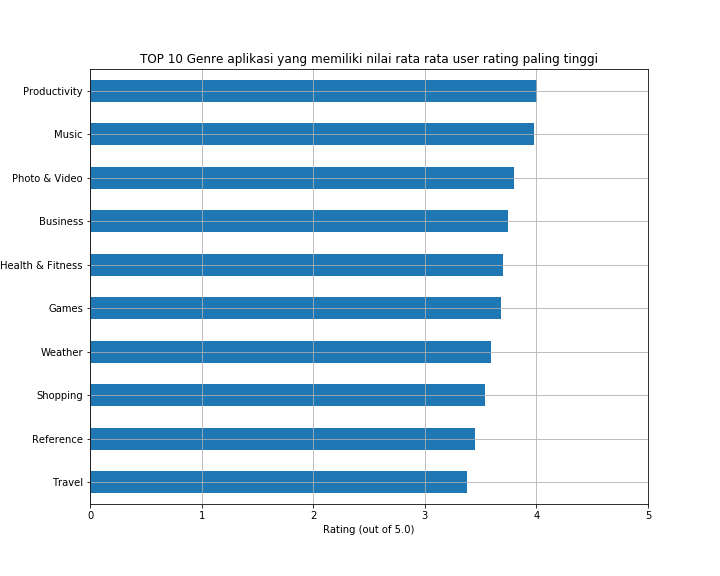 TOP 10 Genre aplikasi yang memiliki nilai rata rata user rating paling tinggi
Productivity
Music
Photo & Video
Business
Health & Fitness
Games
Weather
Shopping
Reference
Travel
0 1 2 3 4 5
Rating (out of 5.0)